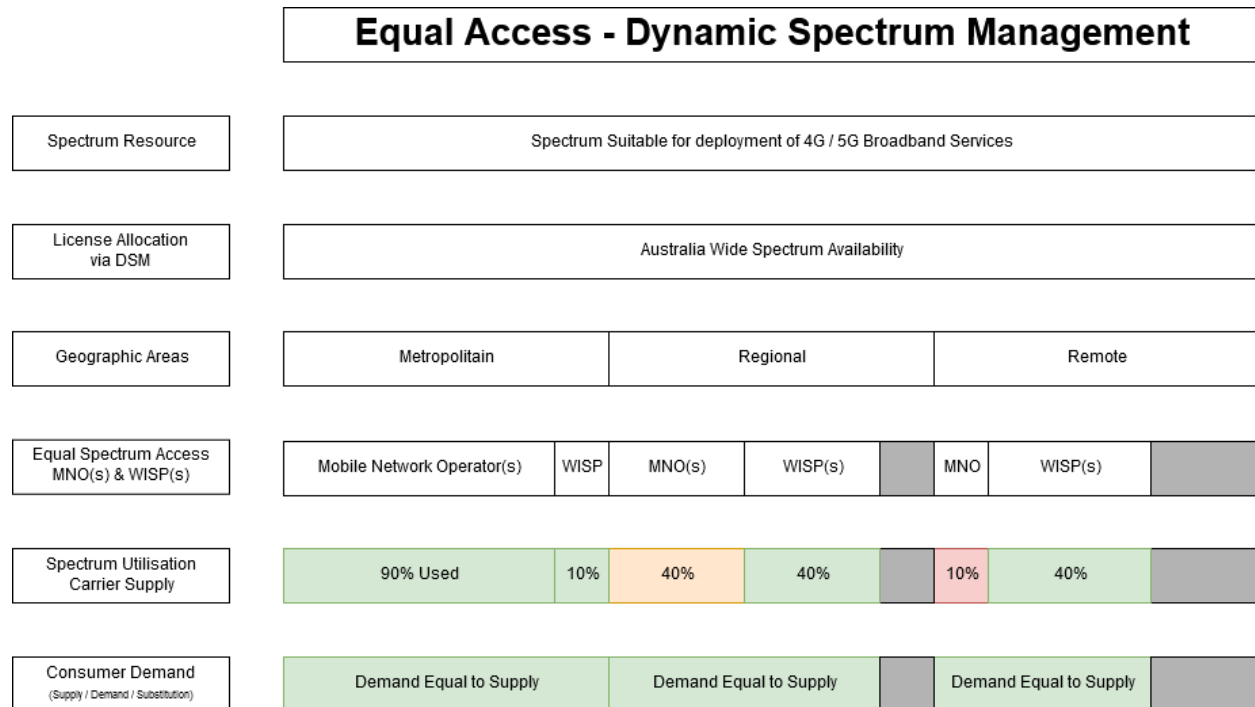 Equal Access - Dynamic Spectrum Management
Spectrum Resource
Spectrum Suitable for deployment of 4G / 5G Broadband Services
License Allocation
via DSM
Australia Wide Spectrum Availability
Geographic Areas
Metropolitain
Regional
Remote
Equal Spectrum Access
MNO(s) & WISP(s)
Mobile Network Operator(s)
WISP
MNO(s)
WISP(s)
MNO
WISP(s)
Spectrum Utilisation
Carrier Supply
90% Used
10%
40%
40%
10%
40%
Consumer Demand
(Supply / Demand / Substitution)
Demand Equal to Supply
Demand Equal to Supply
Demand Equal to Supply